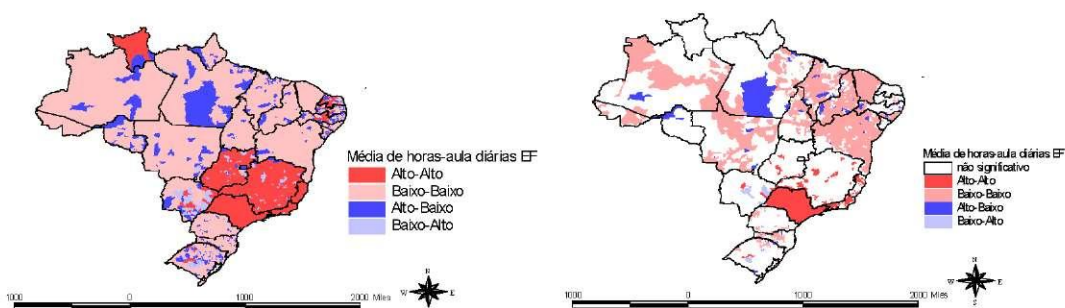 Média de horas-aula diárias EF
Alto-Alto
Baixo-Baixo
Alto-Baixo
Baixo-Alto
N
W E
S
1000 0 1000 2000 Miles
Média de horas-aula diárias EF
não significativo
Alto-Alto
Baixo-Baixo
Alto-Baixo
Baixo-Alto
N
W E
S
1000 0 1000 2000 Miles